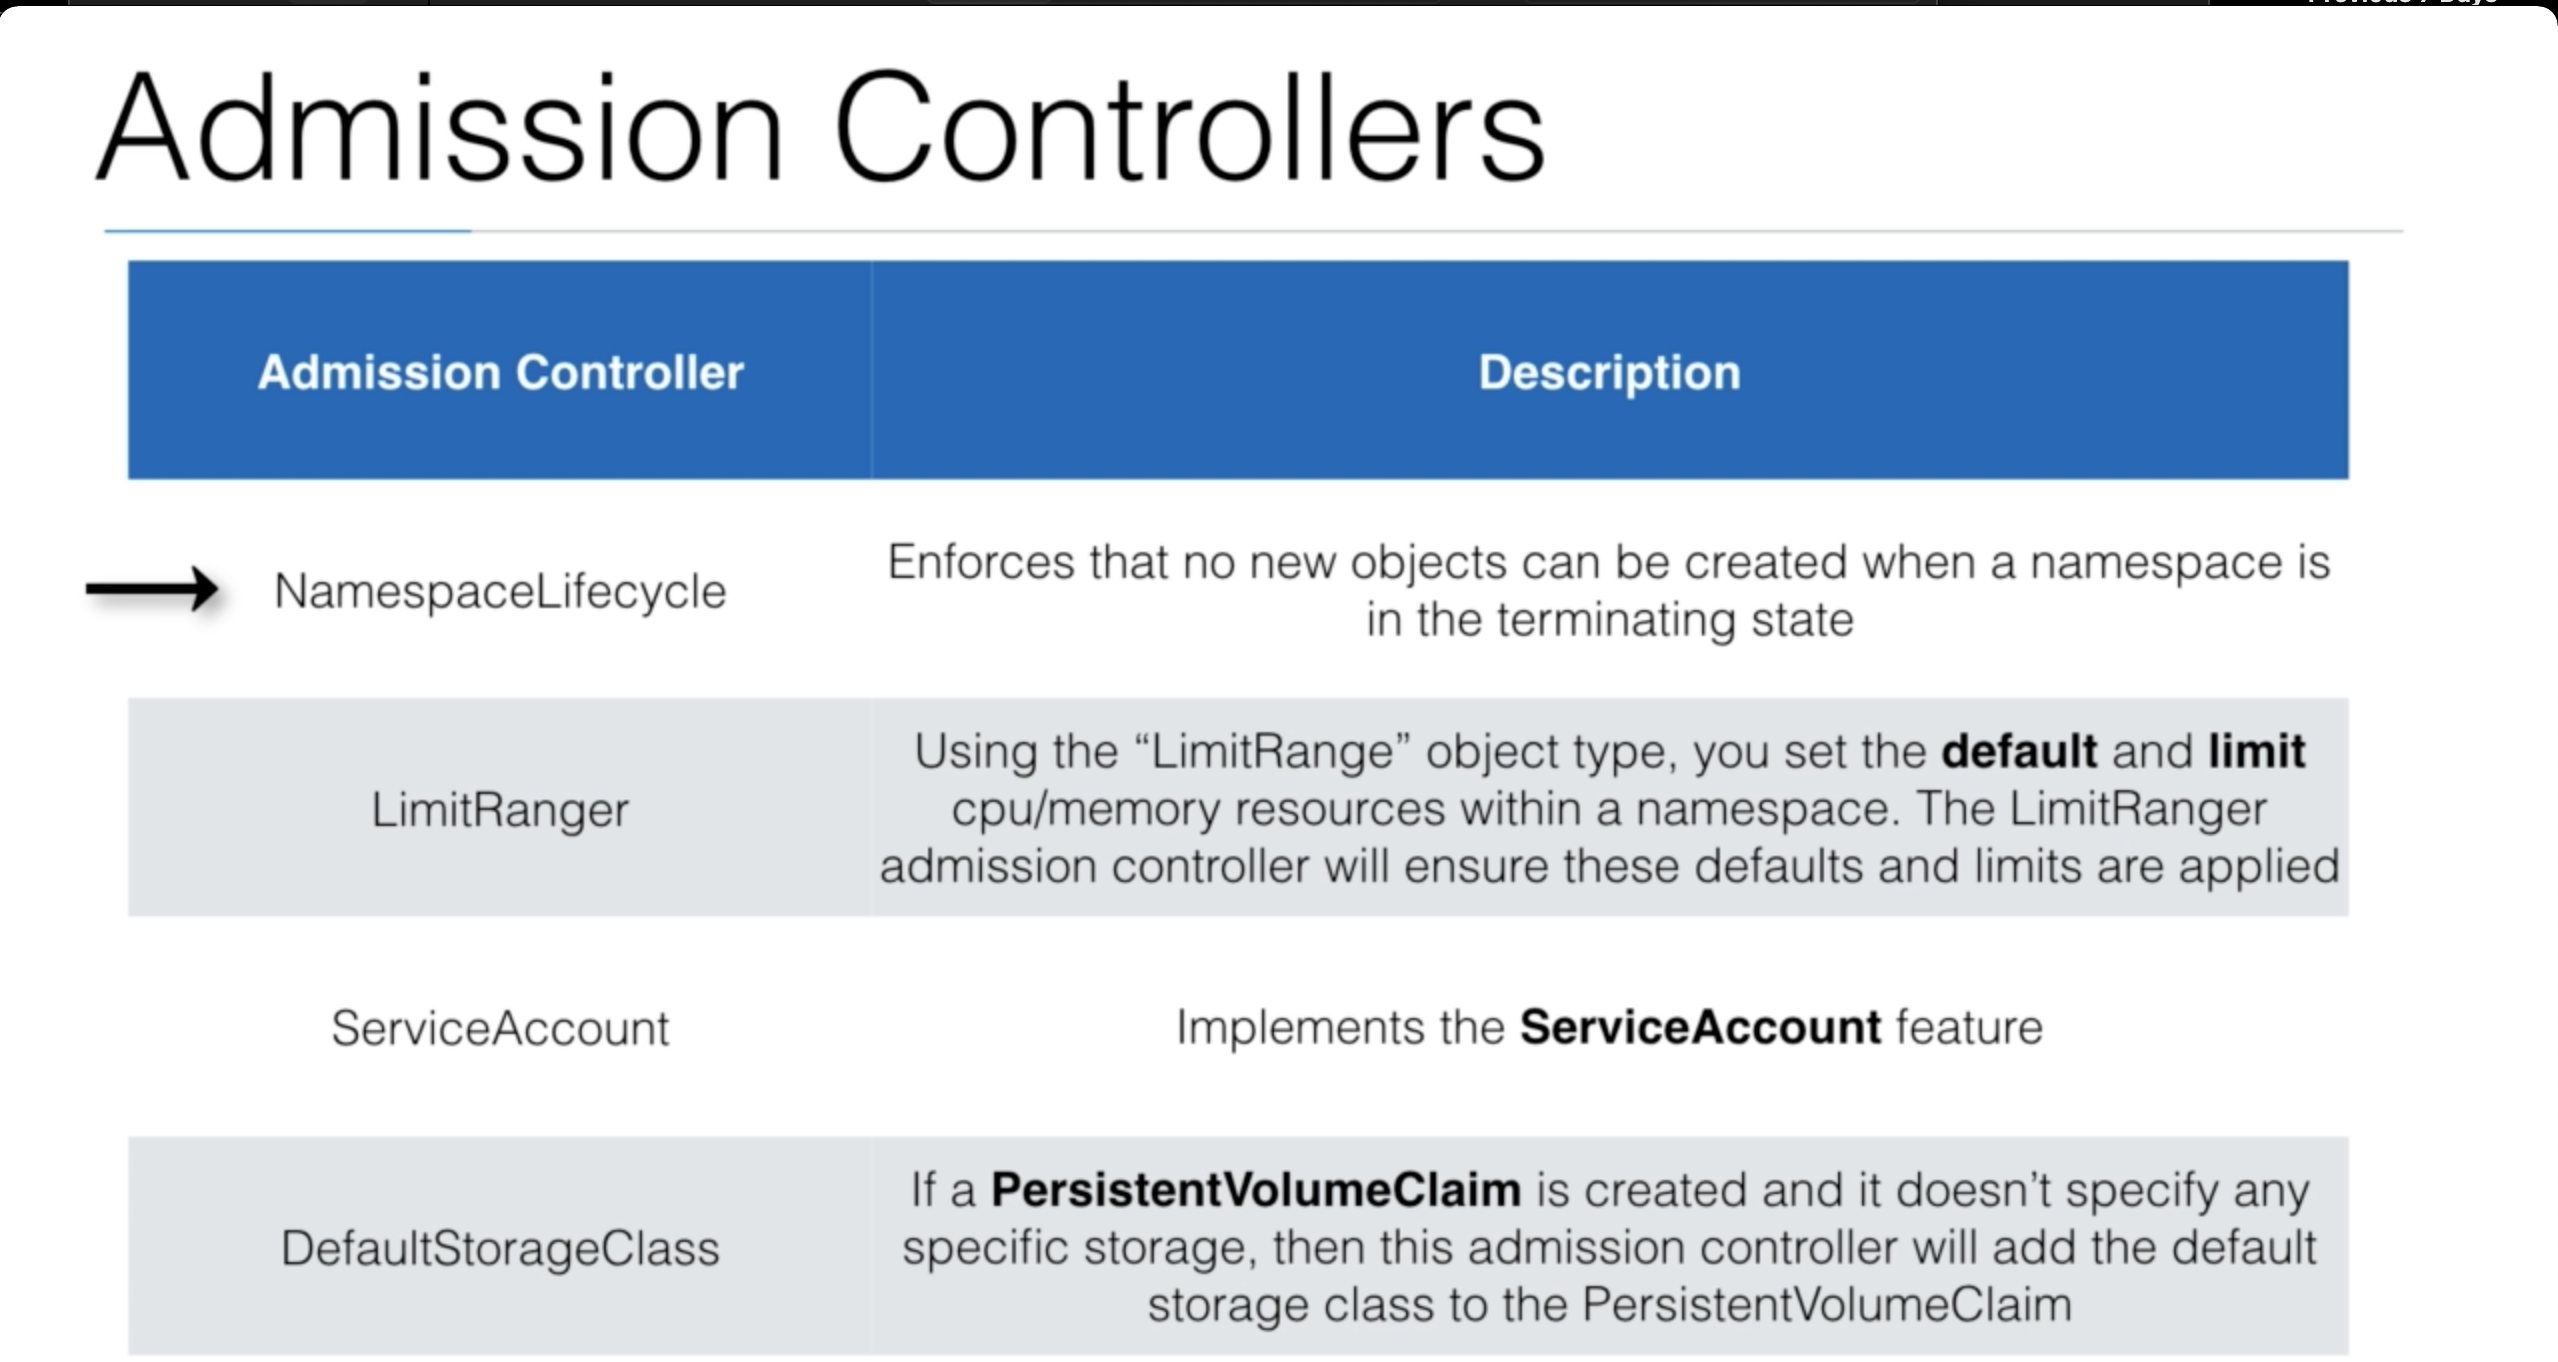 Admission Controllers
Admission Controller
Description
NamespaceLifecycle
Enforces that no new objects can be created when a namespace is
in the terminating state
LimitRanger
Using the “LimitRange” object type, you set the default and limit
cpu/memory resources within a namespace. The LimitRanger
admission controller will ensure these defaults and limits are applied
ServiceAccount
Implements the ServiceAccount feature
DefaultStorageClass
If a PersistentVolumeClaim is created and it doesn’t specify any
specific storage, then this admission controller will add the default
storage class to the PersistentVolumeClaim